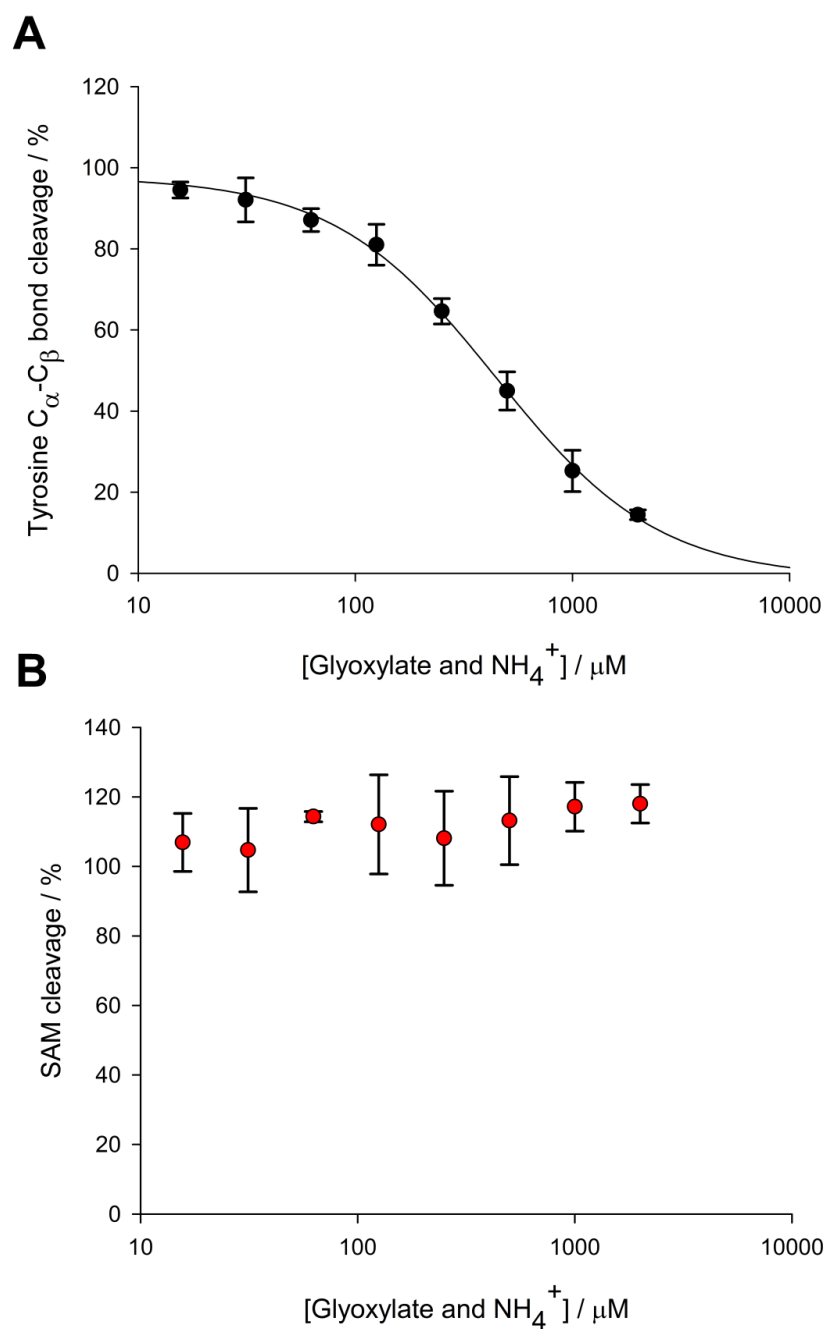 A
120
100
80
60
40
20
0
10 100 1000 10000
Tyrosine Cα-Cβ bond cleavage / %
[Glyoxylate and NH4+] / μM
B
140
120
100
80
60
40
20
0
10 100 1000 10000
SAM cleavage / %
[Glyoxylate and NH4+] / μM